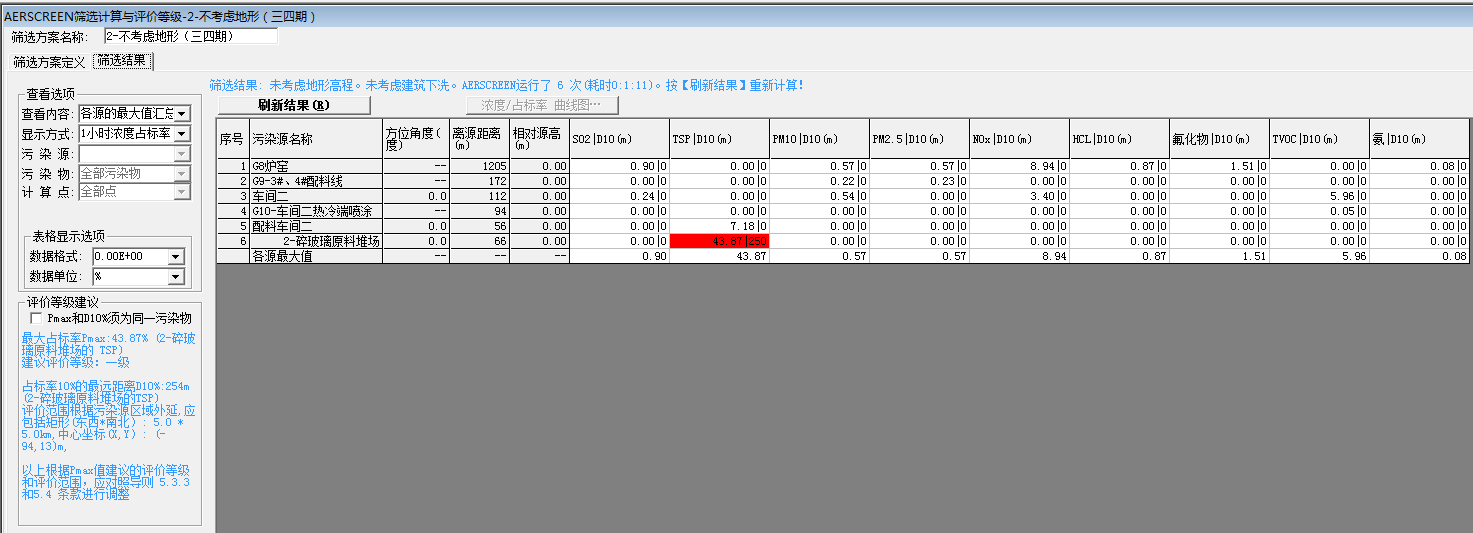 AERSCREEN筛选计算与评价等级-2-不考虑地形（三四期）
筛选方案名称: 2-不考虑地形（三四期）
筛选方案定义 筛选结果
筛选结果: 未考虑地形高程。未考虑建筑下洗。AERSCREEN运行了 6 次(耗时0:1:11)。按【刷新结果】重新计算!
刷新结果(R) 浓度/占标率 曲线图…
查看选项
查看内容: 各源的最大值汇总
显示方式: 1小时浓度占标率
污 染 源:
污 染 物: 全部污染物
计 算 点: 全部点
表格显示选项
数据格式: 0.00E+00
数据单位: %
评价等级建议
Pmax和D10%须为同一污染物
最大占标率Pmax:43.87% (2-碎玻
璃原料堆场的 TSP)
建议评价等级: 一级
占标率10%的最远距离D10%:254m
(2-碎玻璃原料堆场的TSP)
评价范围根据污染源区域外延,应
包括矩形(东西*南北): 5.0 *
5.0km,中心坐标(X,Y): (-
94,13)m,
以上根据Pmax值建议的评价等级
和评价范围，应对照导则 5.3.3
和5.4 条款进行调整
序号 污染源名称 方位角度(度) 离源距离(m) 相对源高(m) SO2|D10(m) TSP|D10(m) PM10|D10(m) PM2.5|D10(m) NOx|D10(m) HCL|D10(m) 氟化物|D10(m) TVOC|D10(m) 氨|D10(m)
1 G8炉窑 -- 1205 0.00 0.90|0 0.00|0 0.57|0 0.57|0 8.94|0 0.87|0 1.51|0 0.00|0 0.08|0
2 G9-3#、4#配料线 -- 172 0.00 0.00|0 0.00|0 0.22|0 0.23|0 0.00|0 0.00|0 0.00|0 0.00|0 0.00|0
3 车间二 0.0 112 0.00 0.24|0 0.00|0 0.54|0 0.00|0 3.40|0 0.00|0 0.00|0 5.96|0 0.00|0
4 G10-车间二热冷端喷涂 -- 94 0.00 0.00|0 0.00|0 0.00|0 0.00|0 0.00|0 0.00|0 0.00|0 0.05|0 0.00|0
5 配料车间二 0.0 56 0.00 0.00|0 7.18|0 0.00|0 0.00|0 0.00|0 0.00|0 0.00|0 0.00|0 0.00|0
6 2-碎玻璃原料堆场 0.0 66 0.00 0.00|0 43.87|250 0.00|0 0.00|0 0.00|0 0.00|0 0.00|0 0.00|0 0.00|0
各源最大值 -- -- -- 0.90 43.87 0.57 0.57 8.94 0.87 1.51 5.96 0.08